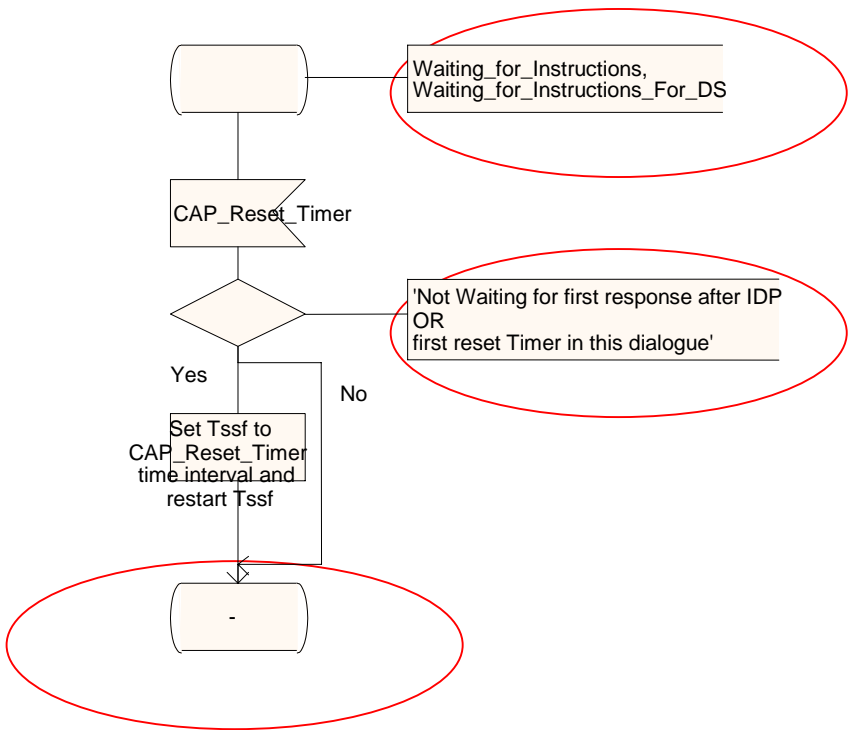 Waiting_for_Instructions,
Waiting_for_Instructions_For_DS
CAP_Reset_Timer
'Not Waiting for first response after IDP
OR
first reset Timer in this dialogue'
Yes
No
Set Tssf to
CAP_Reset_Timer
time interval and
restart Tssf
-